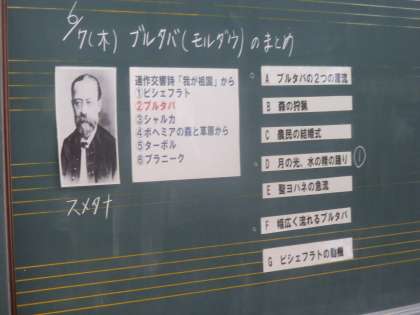 6/7(木) ブルタバ(モルダウ)のまとめ
連作交響詩「我が祖国」から
①ビシェフラト
②ブルタバ
③シャルカ
④ボヘミアの森と草原から
⑤ターボル
⑥ブラニーク
スメタナ
A ブルタバの2つの源流
B 森の狩猟
C 農民の結婚式
D 月の光、水の精の踊り ①
E 聖ヨハネの急流
F 幅広く流れるブルタバ
G ビシェフラトの動機